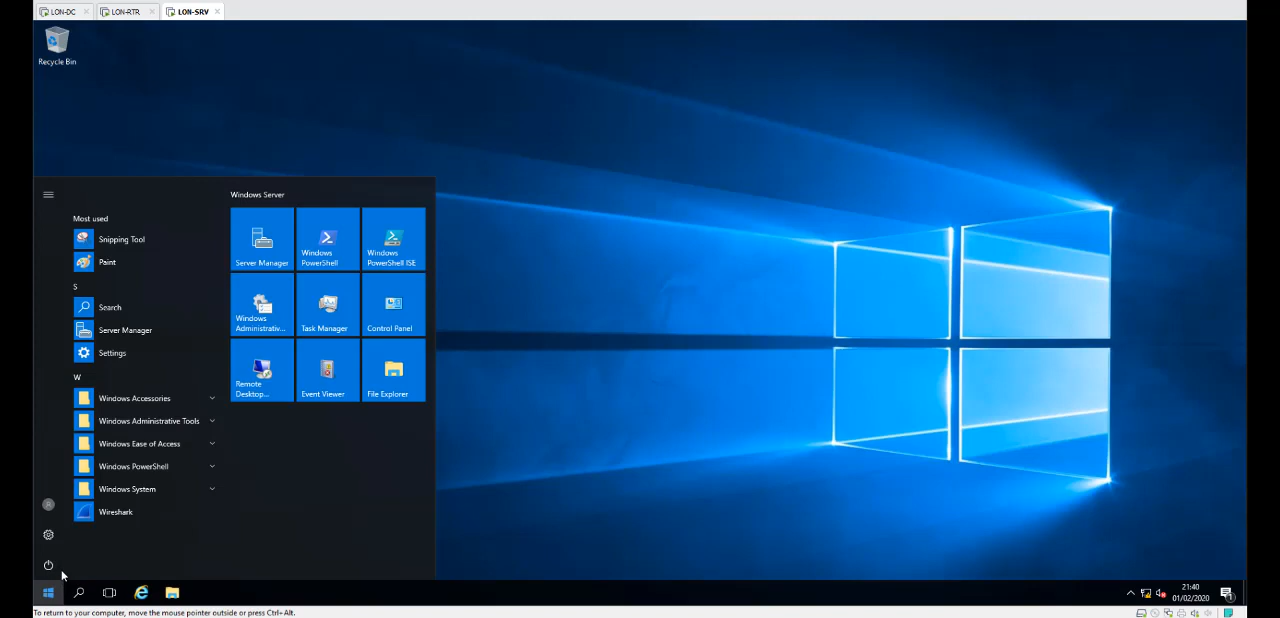 LON-DC
LON-RTR
LON-SRV
Recycle Bin
Most used
Snipping Tool
Paint
S
Search
Server Manager
Settings
W
Windows Accessories
Windows Administrative Tools
Windows Ease of Access
Windows PowerShell
Windows System
Wireshark
Windows Server
Server Manager
Windows
PowerShell
Windows
PowerShell ISE
Windows
Administrativ...
Task Manager
Control Panel
Remote
Desktop...
Event Viewer
File Explorer
R
21:40
01/02/2020
1
To return to your computer, move the mouse pointer outside or press Ctrl+Alt.